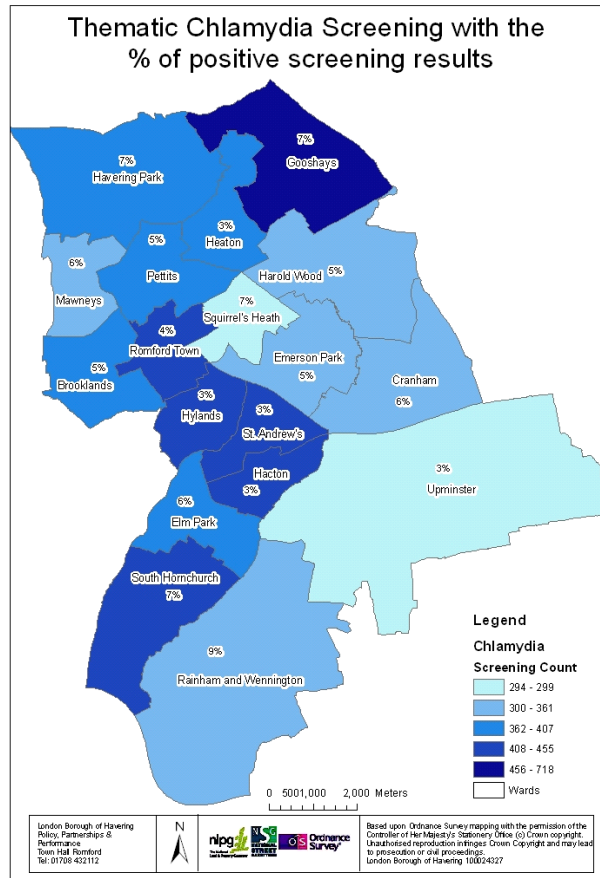 Thematic Chlamydia Screening with the
% of positive screening results
7%
Gooshays
7%
Havering Park
3%
Heaton
5%
Pettits
6%
Mawneys
Harold Wood 5%
7%
Squirrel's Heath
4%
Romford Town
Emerson Park
5%
Cranham
6%
5%
Brooklands
3%
Hylands
3%
St. Andrew's
Hacton
3%
3%
Upminster
6%
Elm Park
South Hornchurch
7%
9%
Rainham and Wennington
Legend
Chlamydia
Screening Count
294 - 299
300 - 361
362 - 407
408 - 455
456 - 718
Wards
0 5001,000 2,000 Meters
London Borough of Havering
Policy, Partnerships &
Performance
Town Hall Romford
Tel: 01708 432112
N
nlpg
NSG
NATIONAL
STREET
OS Ordnance
Survey
Based upon Ordnance Survey mapping with the permission of the
Controller of Her Majesty's Stationery Office (c) Crown copyright.
Unauthorised reproduction infringes Crown Copyright and may lead
to prosecution or civil proceedings.
London Borough of Havering 100024327